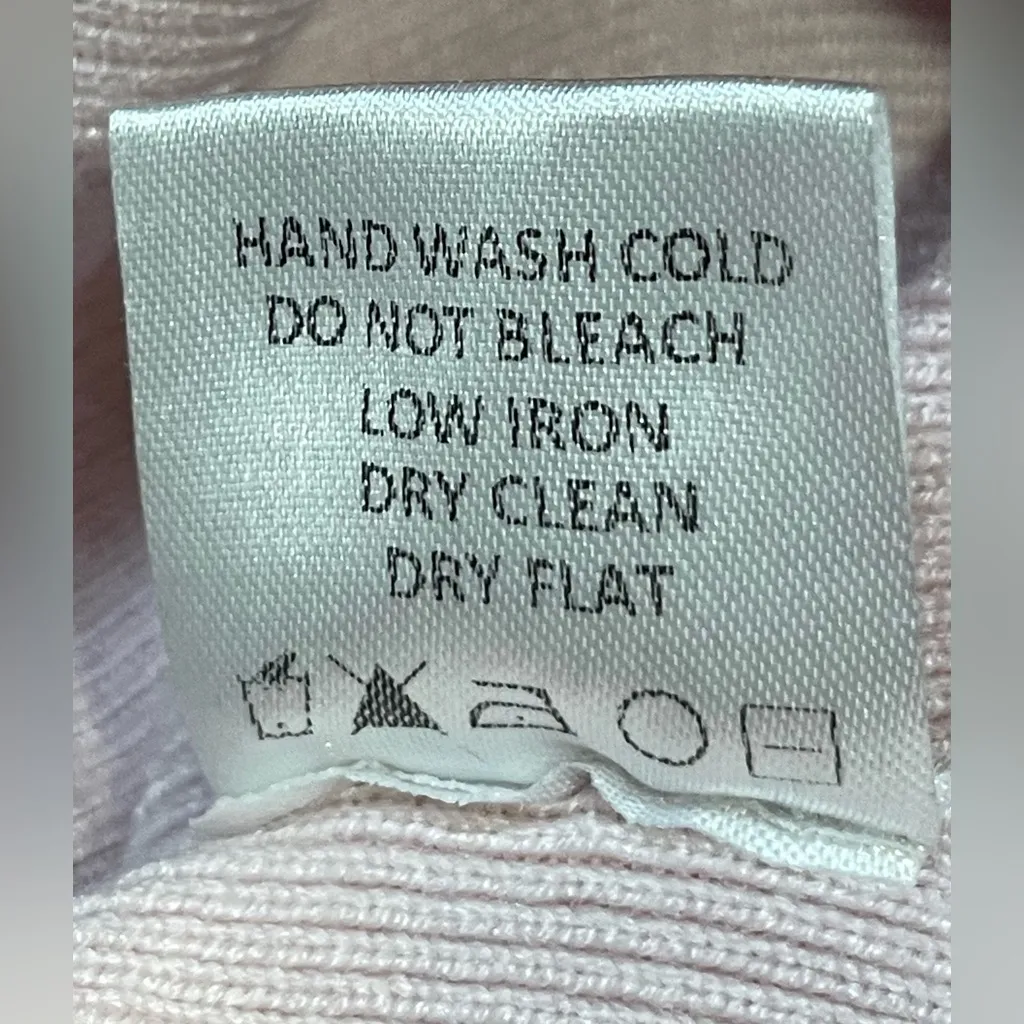 HAND WASH COLD
DO NOT BLEACH
LOW IRON
DRY CLEAN
DRY FLAT